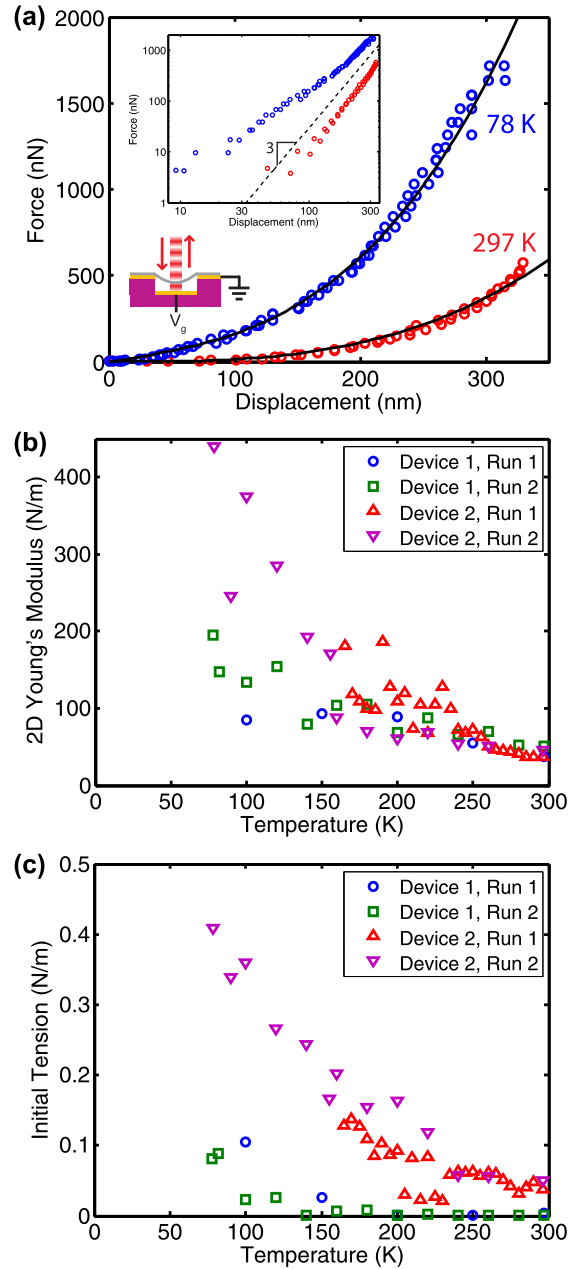 (a)
2000
1500
1000
500
0
Force (nN)
0 100 200 300
Displacement (nm)
78 K
297 K
1000
100
10
1
Force (nN)
10 30 100 300
Displacement (nm)
3
Vg
(b)
400
300
200
100
0
2D Young's Modulus (N/m)
0 50 100 150 200 250 300
Temperature (K)
Device 1, Run 1
Device 1, Run 2
Device 2, Run 1
Device 2, Run 2
(c)
0.5
0.4
0.3
0.2
0.1
0
Initial Tension (N/m)
0 50 100 150 200 250 300
Temperature (K)
Device 1, Run 1
Device 1, Run 2
Device 2, Run 1
Device 2, Run 2